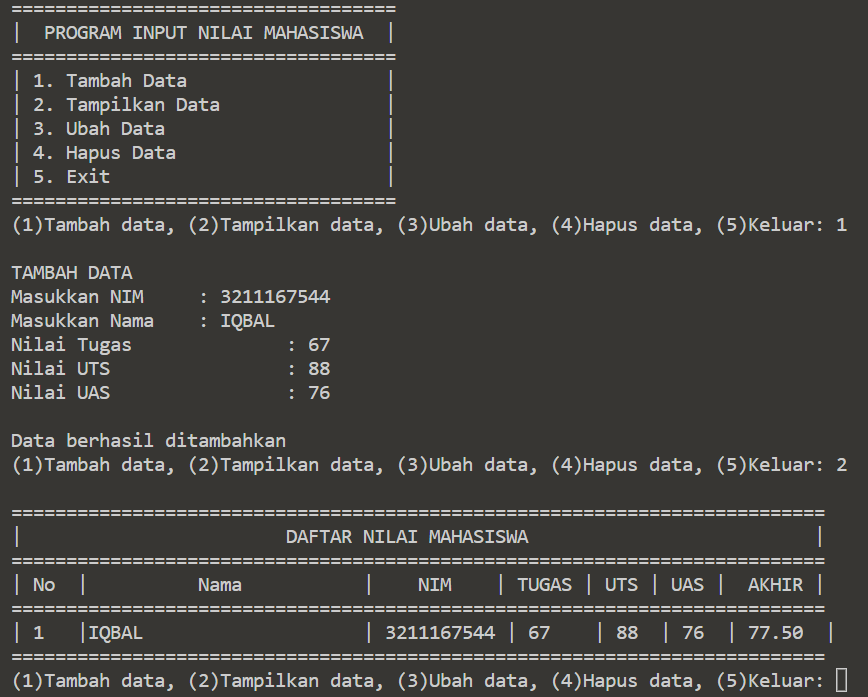 ===================================
|  PROGRAM INPUT NILAI MAHASISWA  |
===================================
| 1. Tambah Data                  |
| 2. Tampilkan Data               |
| 3. Ubah Data                    |
| 4. Hapus Data                   |
| 5. Exit                         |
===================================
(1)Tambah data, (2)Tampilkan data, (3)Ubah data, (4)Hapus data, (5)Keluar: 1
TAMBAH DATA
Masukkan NIM     : 3211167544
Masukkan Nama    : IQBAL
Nilai Tugas              : 67
Nilai UTS                : 88
Nilai UAS                : 76
Data berhasil ditambahkan
(1)Tambah data, (2)Tampilkan data, (3)Ubah data, (4)Hapus data, (5)Keluar: 2
==========================================================================
|                        DAFTAR NILAI MAHASISWA                          |
==========================================================================
| No  |          Nama           |    NIM    | TUGAS | UTS | UAS |  AKHIR |
==========================================================================
| 1   |IQBAL                    | 3211167544 | 67    | 88  | 76  | 77.50  |
==========================================================================
(1)Tambah data, (2)Tampilkan data, (3)Ubah data, (4)Hapus data, (5)Keluar: